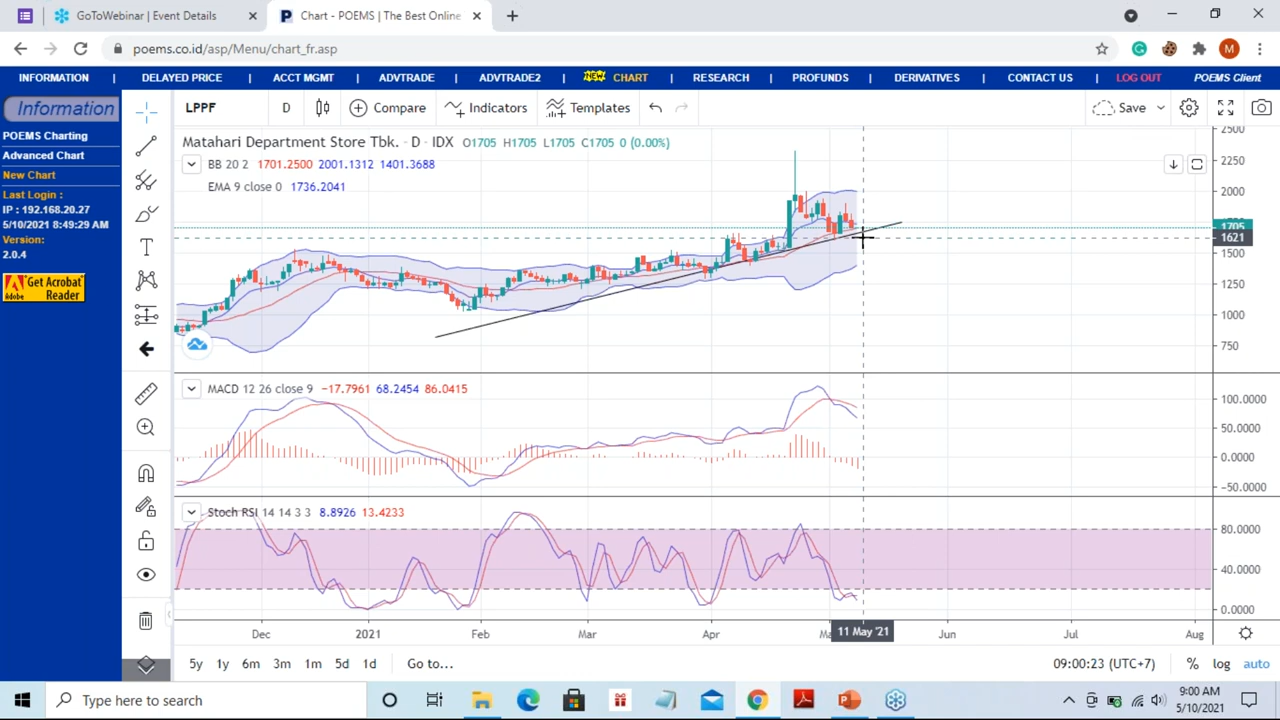 GoToWebinar | Event Details
Chart - POEMS | The Best Online
poems.co.id/asp/Menu/chart_fr.asp
M
INFORMATION | DELAYED PRICE | ACCT MGMT | ADVTRADE | ADVTRADE2 | NEW CHART | RESEARCH | PROFUNDS | DERIVATIVES | CONTACT US | LOG OUT POEMS Client
Information
POEMS Charting
Advanced Chart
New Chart
Last Login :
IP : 192.168.20.27
5/10/2021 8:49:29 AM
Version:
2.0.4
Get Acrobat
Reader
Adobe
LPPF D Compare Indicators Templates Save
Matahari Department Store Tbk. · D · IDX O1705 H1705 L1705 C1705 0 (0.00%)
BB 20 2 1701.2500 2001.1312 1401.3688
EMA 9 close 0 1736.2041
2500
2250
2000
1705
1621
1500
1250
1000
750
MACD 12 26 close 9 −17.7961 68.2454 86.0415
100.0000
50.0000
0.0000
−50.0000
Stoch RSI 14 14 3 3 8.8926 13.4233
80.0000
40.0000
0.0000
Dec 2021 Feb Mar Apr 11 May '21 Jun Jul Aug
5y 1y 6m 3m 1m 5d 1d Go to... 09:00:23 (UTC+7) % log auto
Type here to search
9:00 AM
5/10/2021